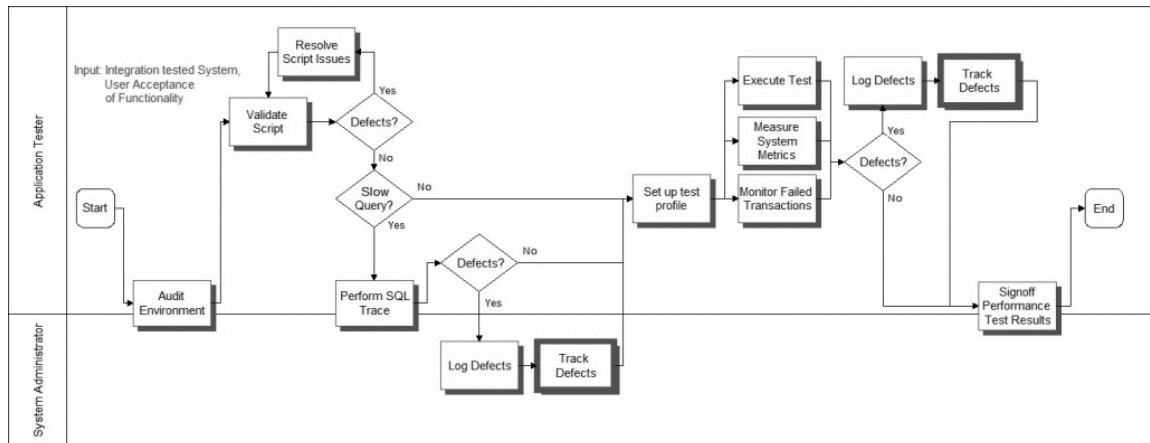 Application Tester
System Administrator
Input: Integration tested System,
User Acceptance
of Functionality
Start
Audit
Environment
Validate
Script
Resolve
Script Issues
Yes
Defects?
No
Slow
Query?
No
Yes
Perform SQL
Trace
Defects?
No
Yes
Log Defects
Track
Defects
Set up test
profile
Execute Test
Measure
System
Metrics
Monitor Failed
Transactions
Defects?
Yes
No
Log Defects
Track
Defects
Signoff
Performance
Test Results
End